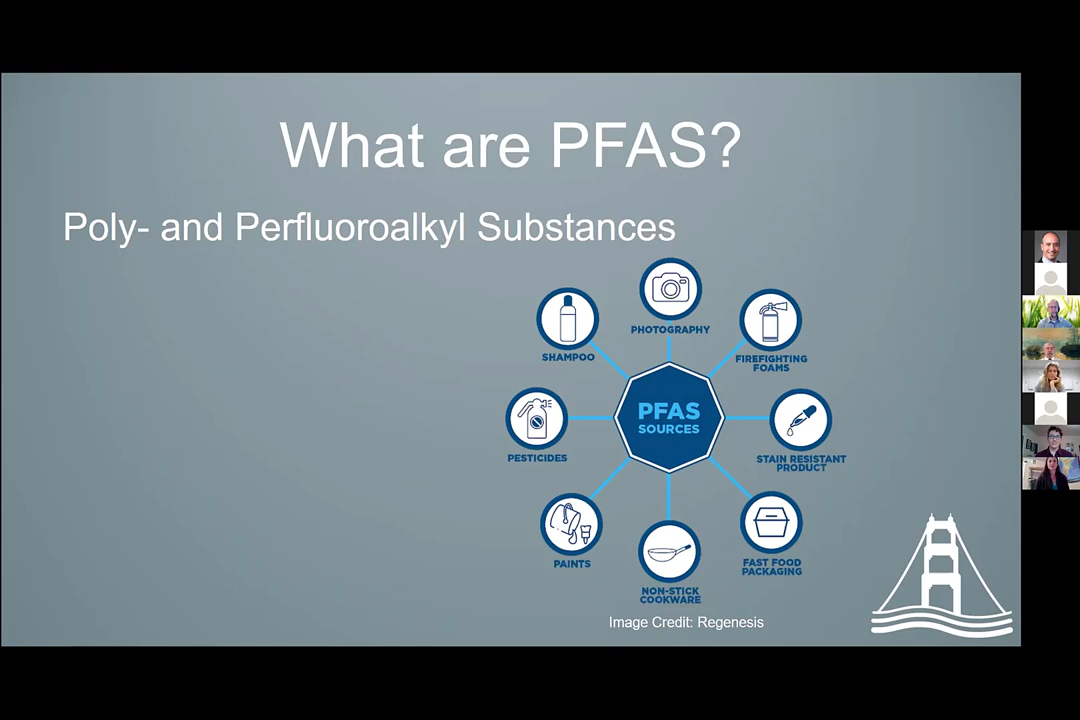 What are PFAS?
Poly- and Perfluoroalkyl Substances
PHOTOGRAPHY
SHAMPOO
FIREFIGHTING
FOAMS
PFAS
SOURCES
PESTICIDES
STAIN RESISTANT
PRODUCT
PAINTS
FAST FOOD
PACKAGING
NON-STICK
COOKWARE
Image Credit: Regenesis